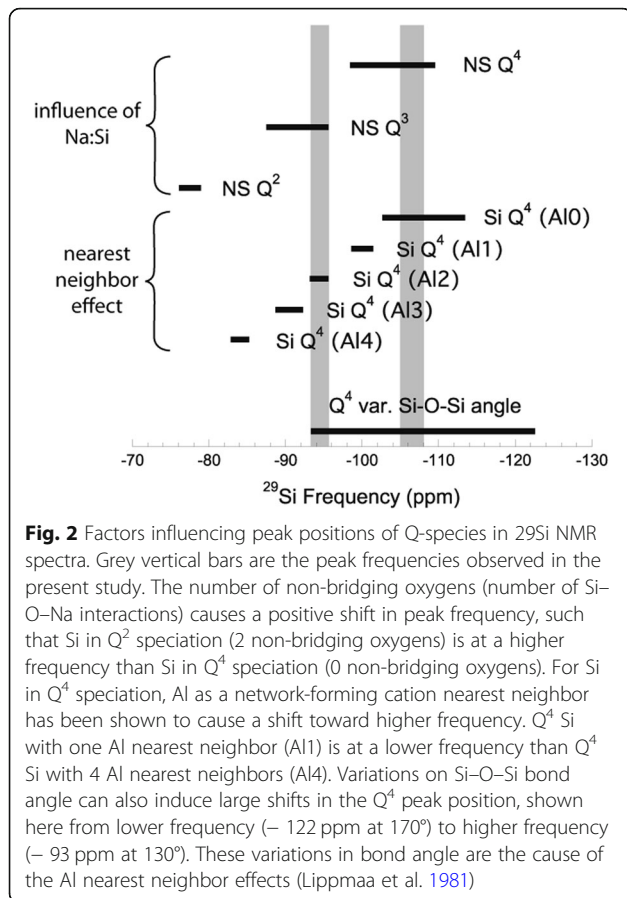 NS Q⁴
influence of
Na:Si
NS Q³
NS Q²
Si Q⁴ (Al0)
Si Q⁴ (Al1)
nearest
neighbor
effect
Si Q⁴ (Al2)
Si Q⁴ (Al3)
Si Q⁴ (Al4)
Q⁴ var. Si-O-Si angle
-70 -80 -90 -100 -110 -120 -130
²⁹Si Frequency (ppm)
Fig. 2 Factors influencing peak positions of Q-species in 29Si NMR
spectra. Grey vertical bars are the peak frequencies observed in the
present study. The number of non-bridging oxygens (number of Si–
O–Na interactions) causes a positive shift in peak frequency, such
that Si in Q² speciation (2 non-bridging oxygens) is at a higher
frequency than Si in Q⁴ speciation (0 non-bridging oxygens). For Si
in Q⁴ speciation, Al as a network-forming cation nearest neighbor
has been shown to cause a shift toward higher frequency. Q⁴ Si
with one Al nearest neighbor (Al1) is at a lower frequency than Q⁴
Si with 4 Al nearest neighbors (Al4). Variations on Si–O–Si bond
angle can also induce large shifts in the Q⁴ peak position, shown
here from lower frequency (− 122 ppm at 170°) to higher frequency
(− 93 ppm at 130°). These variations in bond angle are the cause of
the Al nearest neighbor effects (Lippmaa et al. 1981)